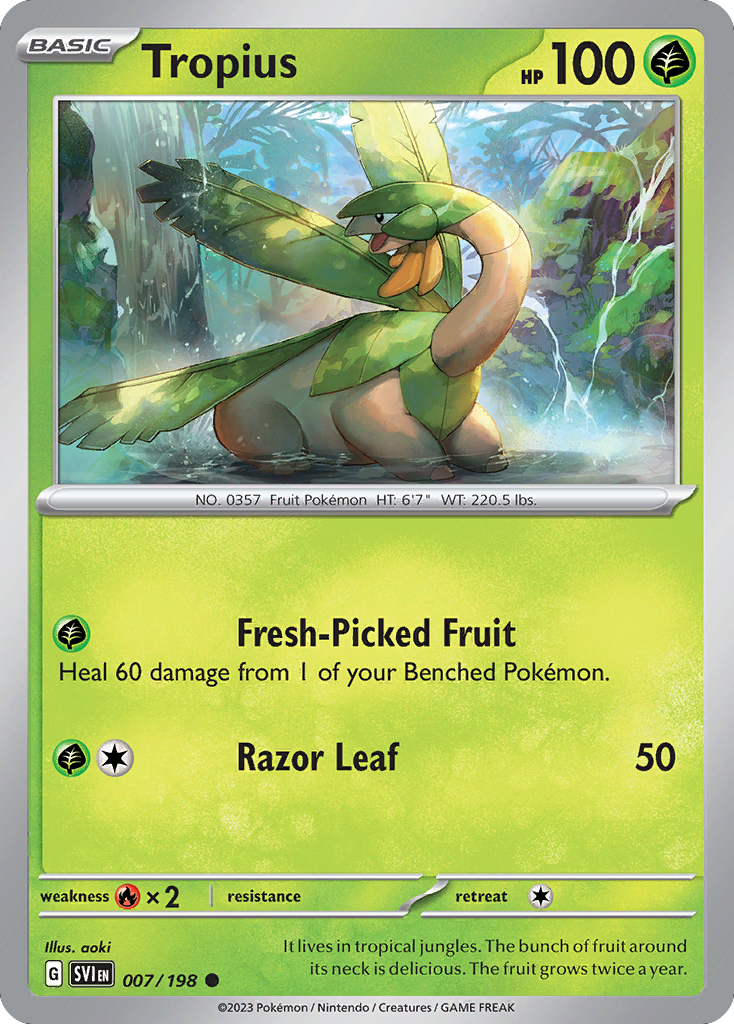 BASIC
Tropius
HP 100
NO. 0357 Fruit Pokémon HT: 6'7" WT: 220.5 lbs.
Fresh-Picked Fruit
Heal 60 damage from 1 of your Benched Pokémon.
Razor Leaf 50
weakness × 2 resistance retreat
Illus. aoki
It lives in tropical jungles. The bunch of fruit around
its neck is delicious. The fruit grows twice a year.
G SVI EN 007/198
©2023 Pokémon / Nintendo / Creatures / GAME FREAK